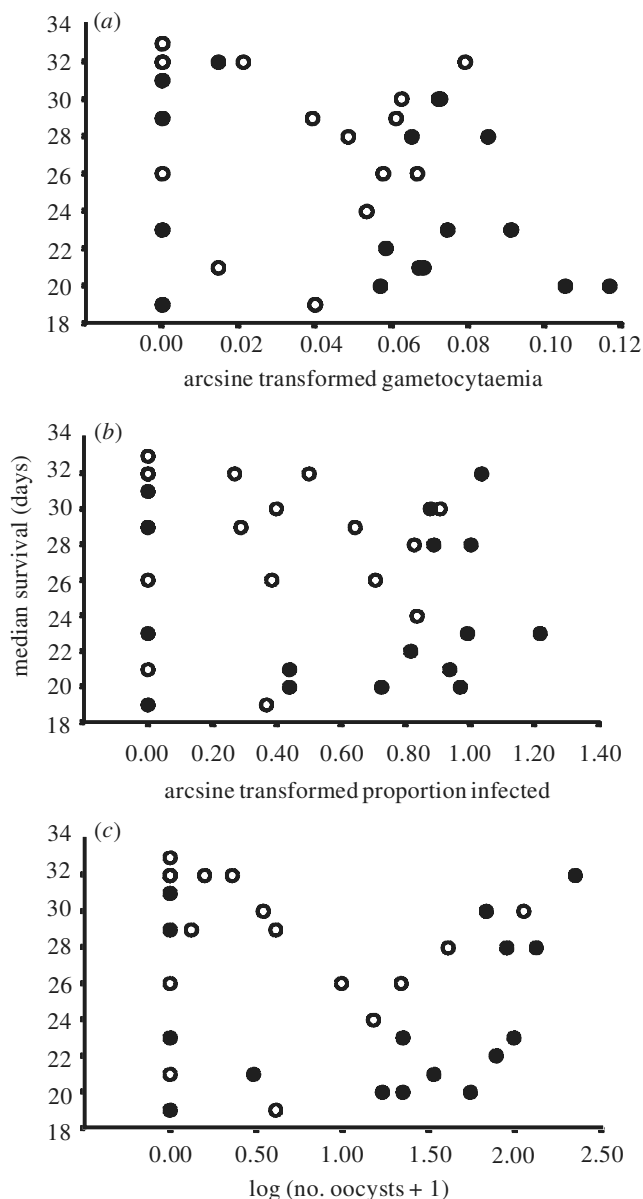 (a)
34
32
30
28
26
24
22
20
18
0.00 0.02 0.04 0.06 0.08 0.10 0.12
arcsine transformed gametocytaemia
(b)
34
32
30
28
26
24
22
20
18
median survival (days)
0.00 0.20 0.40 0.60 0.80 1.00 1.20 1.40
arcsine transformed proportion infected
(c)
34
32
30
28
26
24
22
20
18
0.00 0.50 1.00 1.50 2.00 2.50
log (no. oocysts + 1)